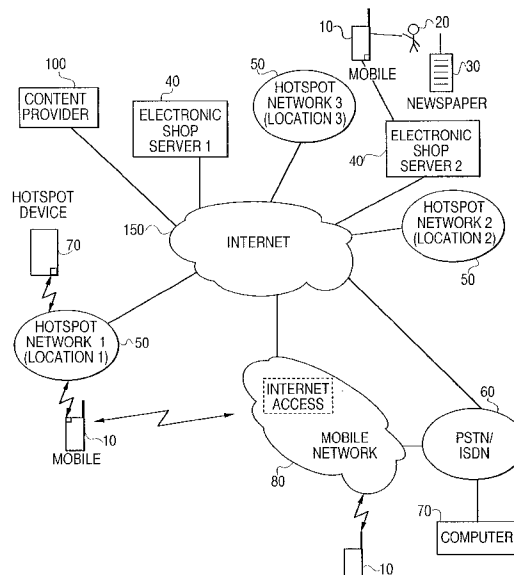 20
10
30
MOBILE
NEWSPAPER
100
CONTENT
PROVIDER
40
ELECTRONIC
SHOP
SERVER 1
50
HOTSPOT
NETWORK 3
(LOCATION 3)
40
ELECTRONIC
SHOP
SERVER 2
HOTSPOT
DEVICE
70
150
INTERNET
HOTSPOT
NETWORK 2
(LOCATION 2)
50
HOTSPOT
NETWORK 1
(LOCATION 1)
50
10
MOBILE
INTERNET
ACCESS
MOBILE
NETWORK
80
60
PSTN/
ISDN
70
COMPUTER
10